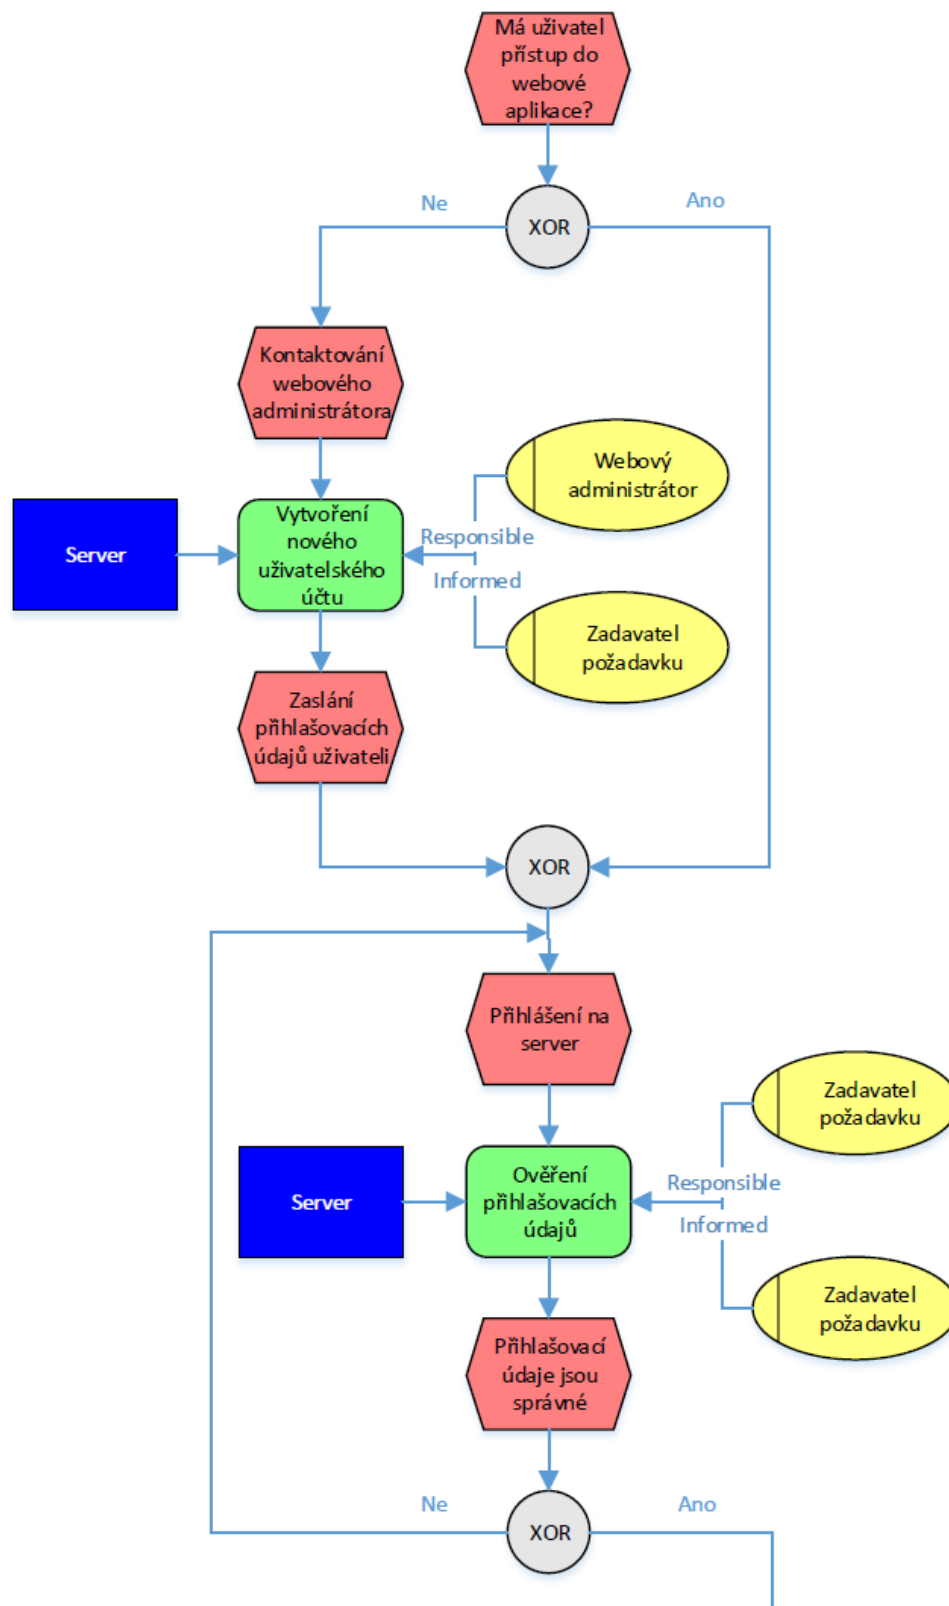 Má uživatel
přístup do
webové
aplikace?
XOR
Ne
Ano
Kontaktování
webového
administrátora
Webový
administrátor
Server
Vytvoření
nového
uživatelského
účtu
Responsible
Informed
Zadavatel
požadavku
Zaslání
přihlašovacích
údajů uživateli
XOR
Přihlášení na
server
Zadavatel
požadavku
Server
Ověření
přihlašovacích
údajů
Responsible
Informed
Zadavatel
požadavku
Přihlašovací
údaje jsou
správné
Ne
XOR
Ano